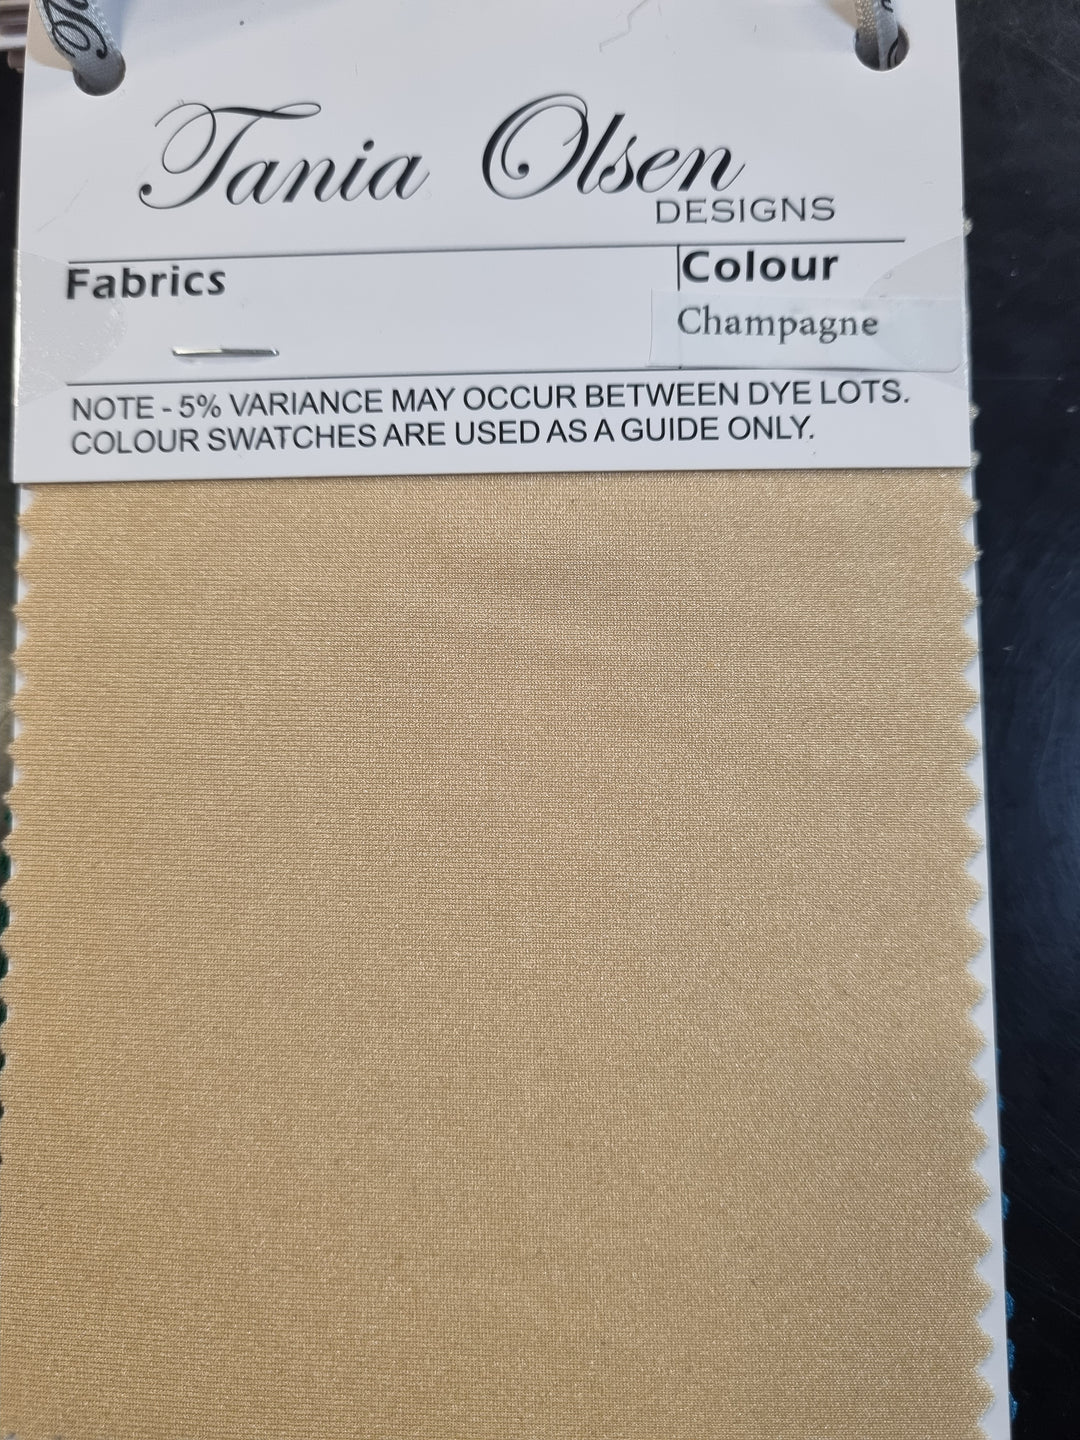 Tania Olsen
DESIGNS
Fabrics
Colour
Champagne
NOTE - 5% VARIANCE MAY OCCUR BETWEEN DYE LOTS.
COLOUR SWATCHES ARE USED AS A GUIDE ONLY.